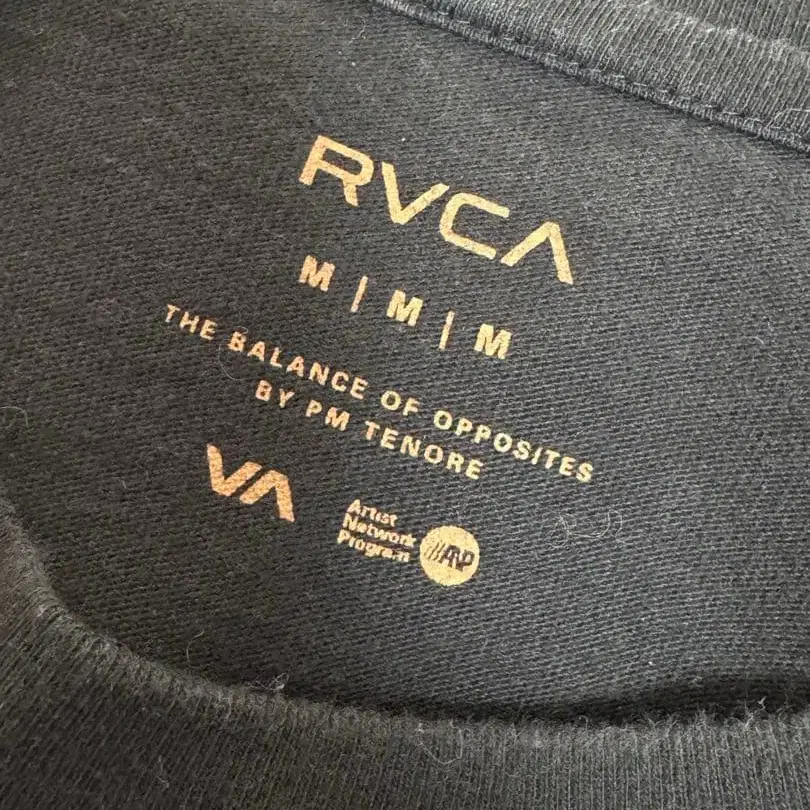 RVCA
M | M | M
THE BALANCE OF OPPOSITES
BY PM TENORE
VA
Artist
Network
Program
ANP